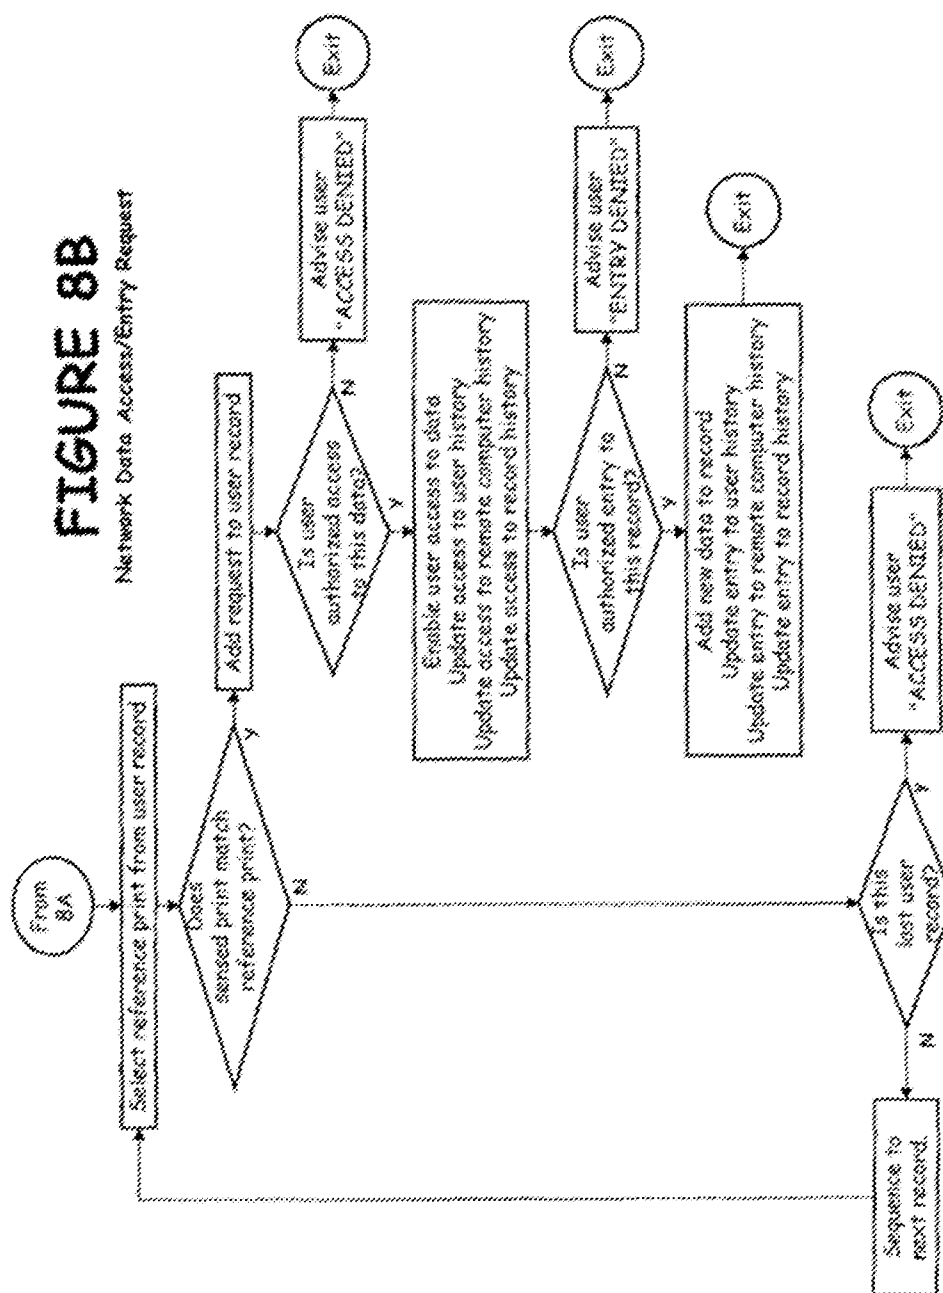 FIGURE 8B
Network Data Access/Entry Request
From
8A
Select reference print from user record
Does
sensed print match
reference print?
Y
N
Add request to user record
Is user
authorized access
to this data?
N
Y
Advise user
"ACCESS DENIED"
Exit
Enable user access to data
Update access to user history
Update access to remote computer history
Update access to record history
Is user
authorized entry to
this record?
N
Y
Advise user
"ENTRY DENIED"
Exit
Add new data to record
Update entry to user history
Update entry to remote computer history
Update entry to record history
Exit
Is this
last user
record?
Y
N
Advise user
"ACCESS DENIED"
Exit
Sequence to
next record.